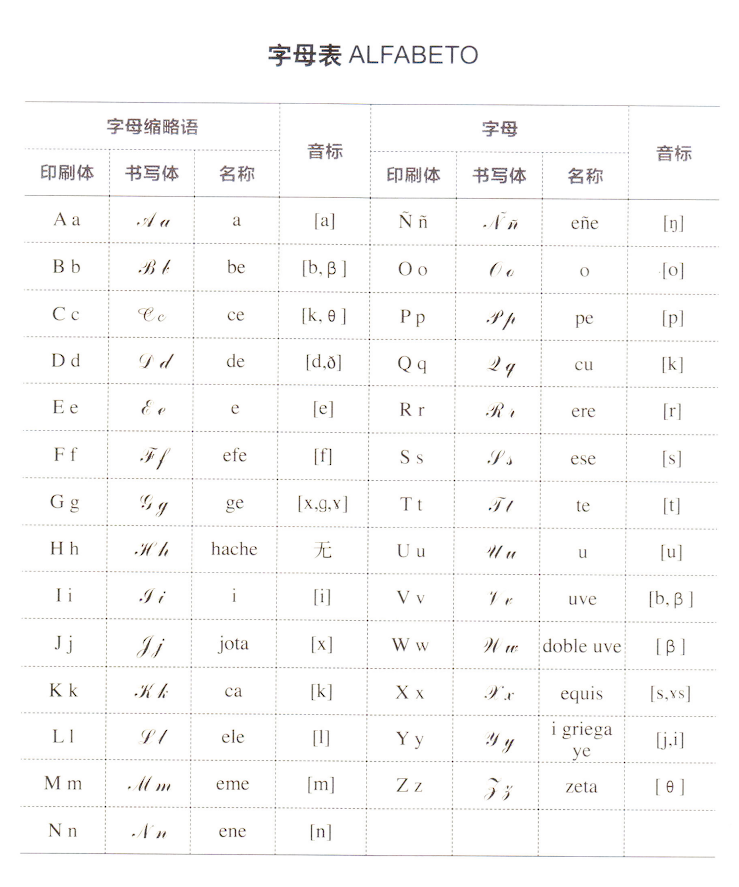 字母表 ALFABETO
字母缩略语 音标 字母 音标
印刷体 书写体 名称 印刷体 书写体 名称
A a A a a [a] Ñ ñ Ñ ñ eñe [ŋ]
B b B b be [b,β] O o O o o [o]
C c C c ce [k,θ] P p P p pe [p]
D d D d de [d,ð] Q q Q q cu [k]
E e E e e [e] R r R r ere [r]
F f F f efe [f] S s S s ese [s]
G g G g ge [x,g,ɤ] T t T t te [t]
H h H h hache 无 U u U u u [u]
I i I i i [i] V v V v uve [b,β]
J j J j jota [x] W w W w doble uve [β]
K k K k ca [k] X x X x equis [s,ɤs]
L l L l ele [l] Y y Y y i griega ye [j,i]
M m M m eme [m] Z z Z z zeta [θ]
N n N n ene [n]